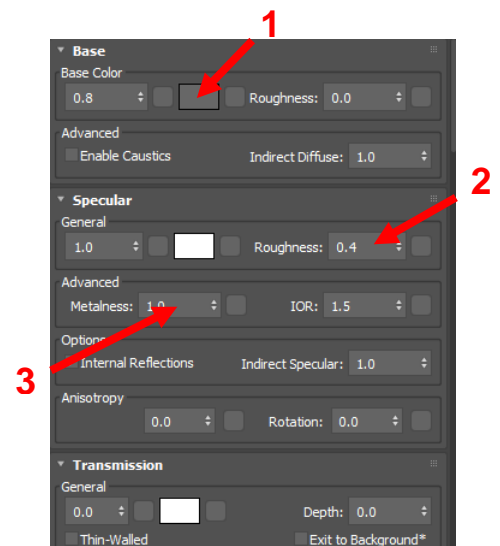 1
Base
Base Color
0.8 Roughness: 0.0
Advanced
Enable Caustics Indirect Diffuse: 1.0
2
Specular
General
1.0 Roughness: 0.4
Advanced
Metalness: 1.0 IOR: 1.5
Options
Internal Reflections Indirect Specular: 1.0
3
Anisotropy
0.0 Rotation: 0.0
Transmission
General
0.0 Depth: 0.0
Thin-Walled Exit to Background*